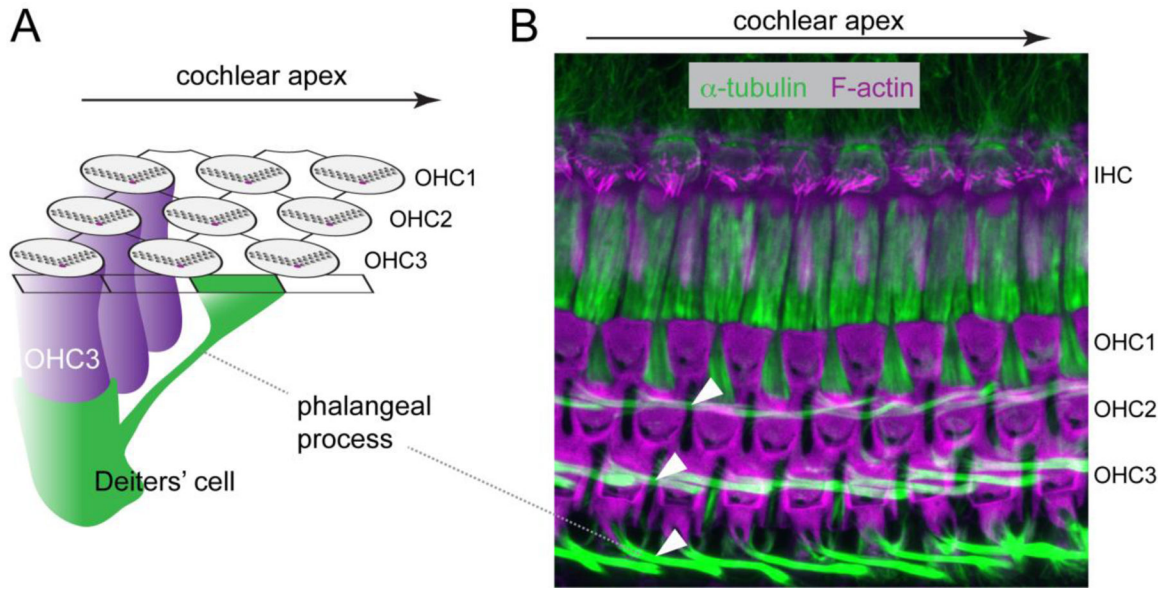 A
cochlear apex
OHC1
OHC2
OHC3
OHC3
phalangeal
process
Deiters’ cell
B
cochlear apex
α-tubulin F-actin
IHC
OHC1
OHC2
OHC3